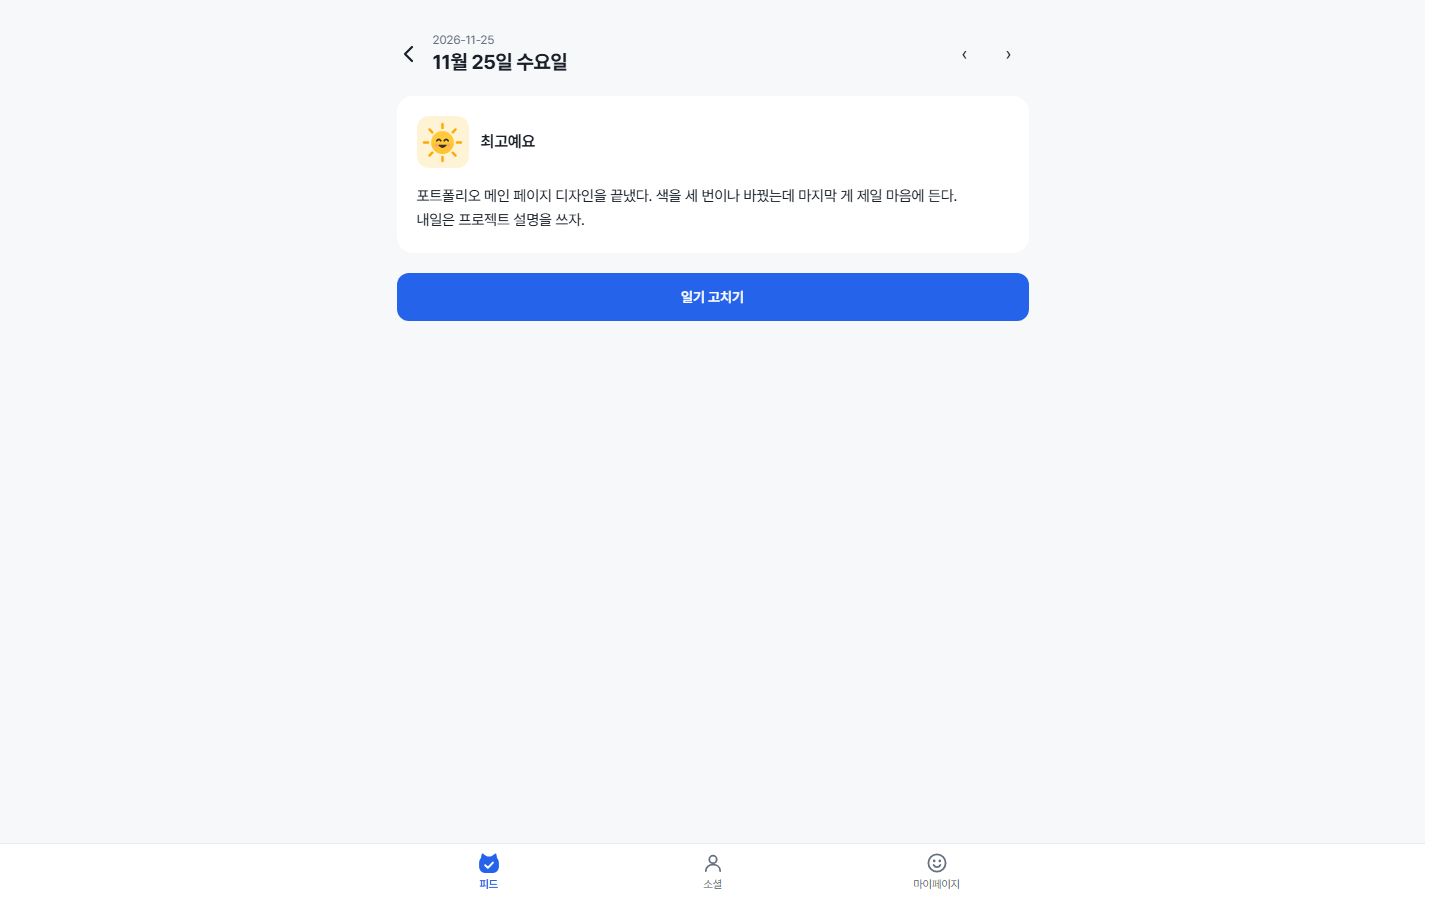 2026-11-25
11월 25일 수요일
최고예요
포트폴리오 메인 페이지 디자인을 끝냈다. 색을 세 번이나 바꿨는데 마지막 게 제일 마음에 든다.
내일은 프로젝트 설명을 쓰자.
일기 고치기
피드
소셜
마이페이지